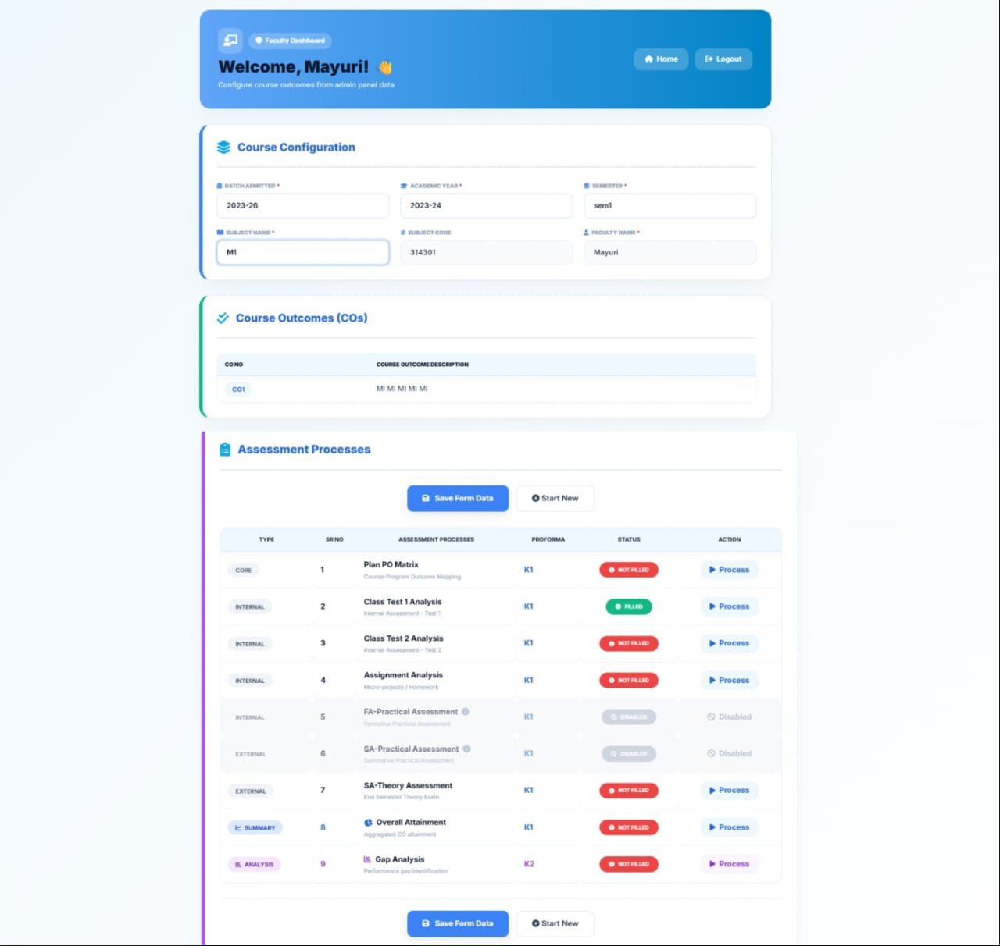 Faculty Dashboard
Welcome, Mayuri! 👋
Configure course outcomes from admin panel data
Home
Logout
Course Configuration
BATCH ADMITTED *
ACADEMIC YEAR *
SEMESTER *
2023-26
2023-24
sem1
SUBJECT NAME *
SUBJECT CODE
FACULTY NAME *
M1
314301
Mayuri
Course Outcomes (COs)
CO NO
COURSE OUTCOME DESCRIPTION
CO1
MI MI MI MI MI
Assessment Processes
Save Form Data
Start New
TYPE
SR NO
ASSESSMENT PROCESSES
PROFORMA
STATUS
ACTION
CORE
1
Plan PO Matrix
Course-Program Outcome Mapping
K1
NOT FILLED
Process
INTERNAL
2
Class Test 1 Analysis
Internal Assessment - Test 1
K1
FILLED
Process
INTERNAL
3
Class Test 2 Analysis
Internal Assessment - Test 2
K1
NOT FILLED
Process
INTERNAL
4
Assignment Analysis
Micro-projects / Homework
K1
NOT FILLED
Process
INTERNAL
5
FA-Practical Assessment
Formative Practical Assessment
K1
DISABLED
Disabled
EXTERNAL
6
SA-Practical Assessment
Summative Practical Assessment
K1
DISABLED
Disabled
EXTERNAL
7
SA-Theory Assessment
End Semester Theory Exam
K1
NOT FILLED
Process
SUMMARY
8
Overall Attainment
Aggregated CO attainment
K1
NOT FILLED
Process
ANALYSIS
9
Gap Analysis
Performance gap identification
K2
NOT FILLED
Process
Save Form Data
Start New